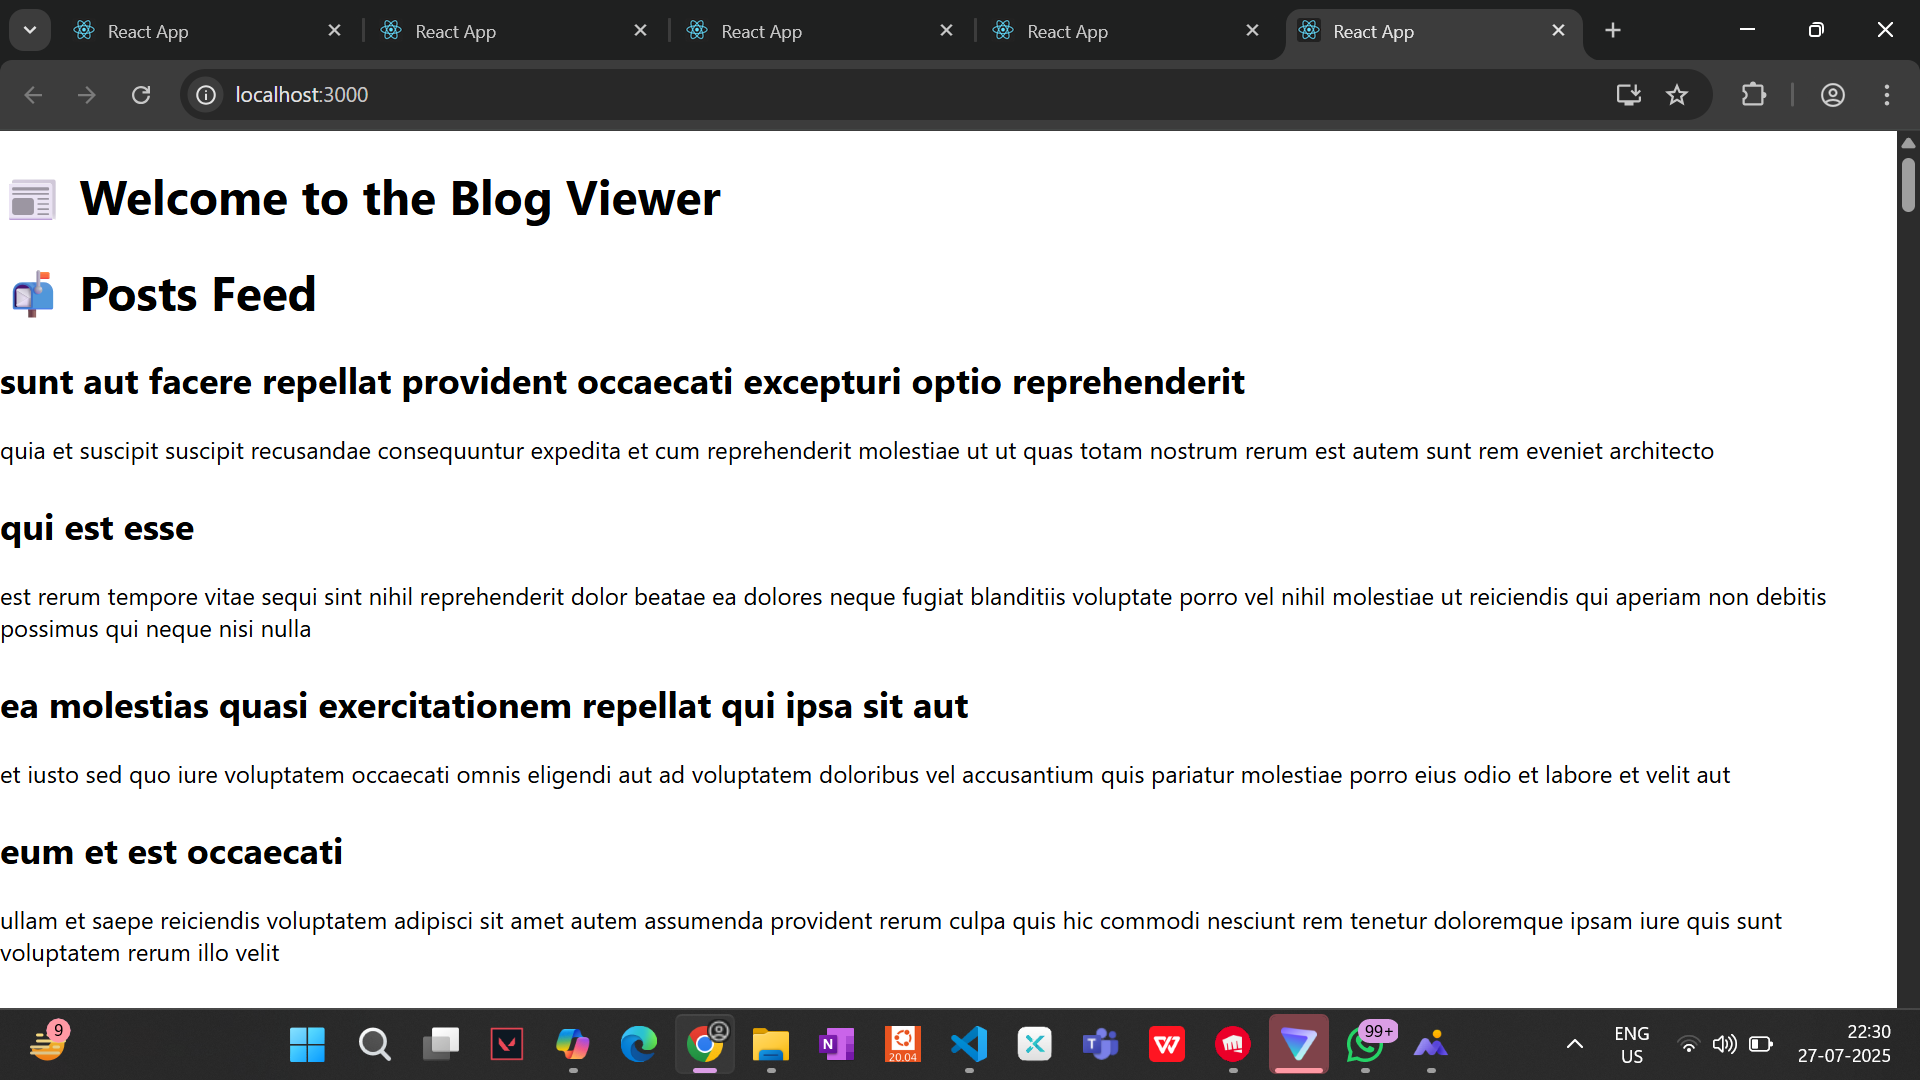 React App
React App
React App
React App
React App
localhost:3000
Welcome to the Blog Viewer
Posts Feed
sunt aut facere repellat provident occaecati excepturi optio reprehenderit
quia et suscipit suscipit recusandae consequuntur expedita et cum reprehenderit molestiae ut ut quas totam nostrum rerum est autem sunt rem eveniet architecto
qui est esse
est rerum tempore vitae sequi sint nihil reprehenderit dolor beatae ea dolores neque fugiat blanditiis voluptate porro vel nihil molestiae ut reiciendis qui aperiam non debitis
possimus qui neque nisi nulla
ea molestias quasi exercitationem repellat qui ipsa sit aut
et iusto sed quo iure voluptatem occaecati omnis eligendi aut ad voluptatem doloribus vel accusantium quis pariatur molestiae porro eius odio et labore et velit aut
eum et est occaecati
ullam et saepe reiciendis voluptatem adipisci sit amet autem assumenda provident rerum culpa quis hic commodi nesciunt rem tenetur doloremque ipsam iure quis sunt
voluptatem rerum illo velit
9
N
20.04
T
W
99+
ENG
US
22:30
27-07-2025